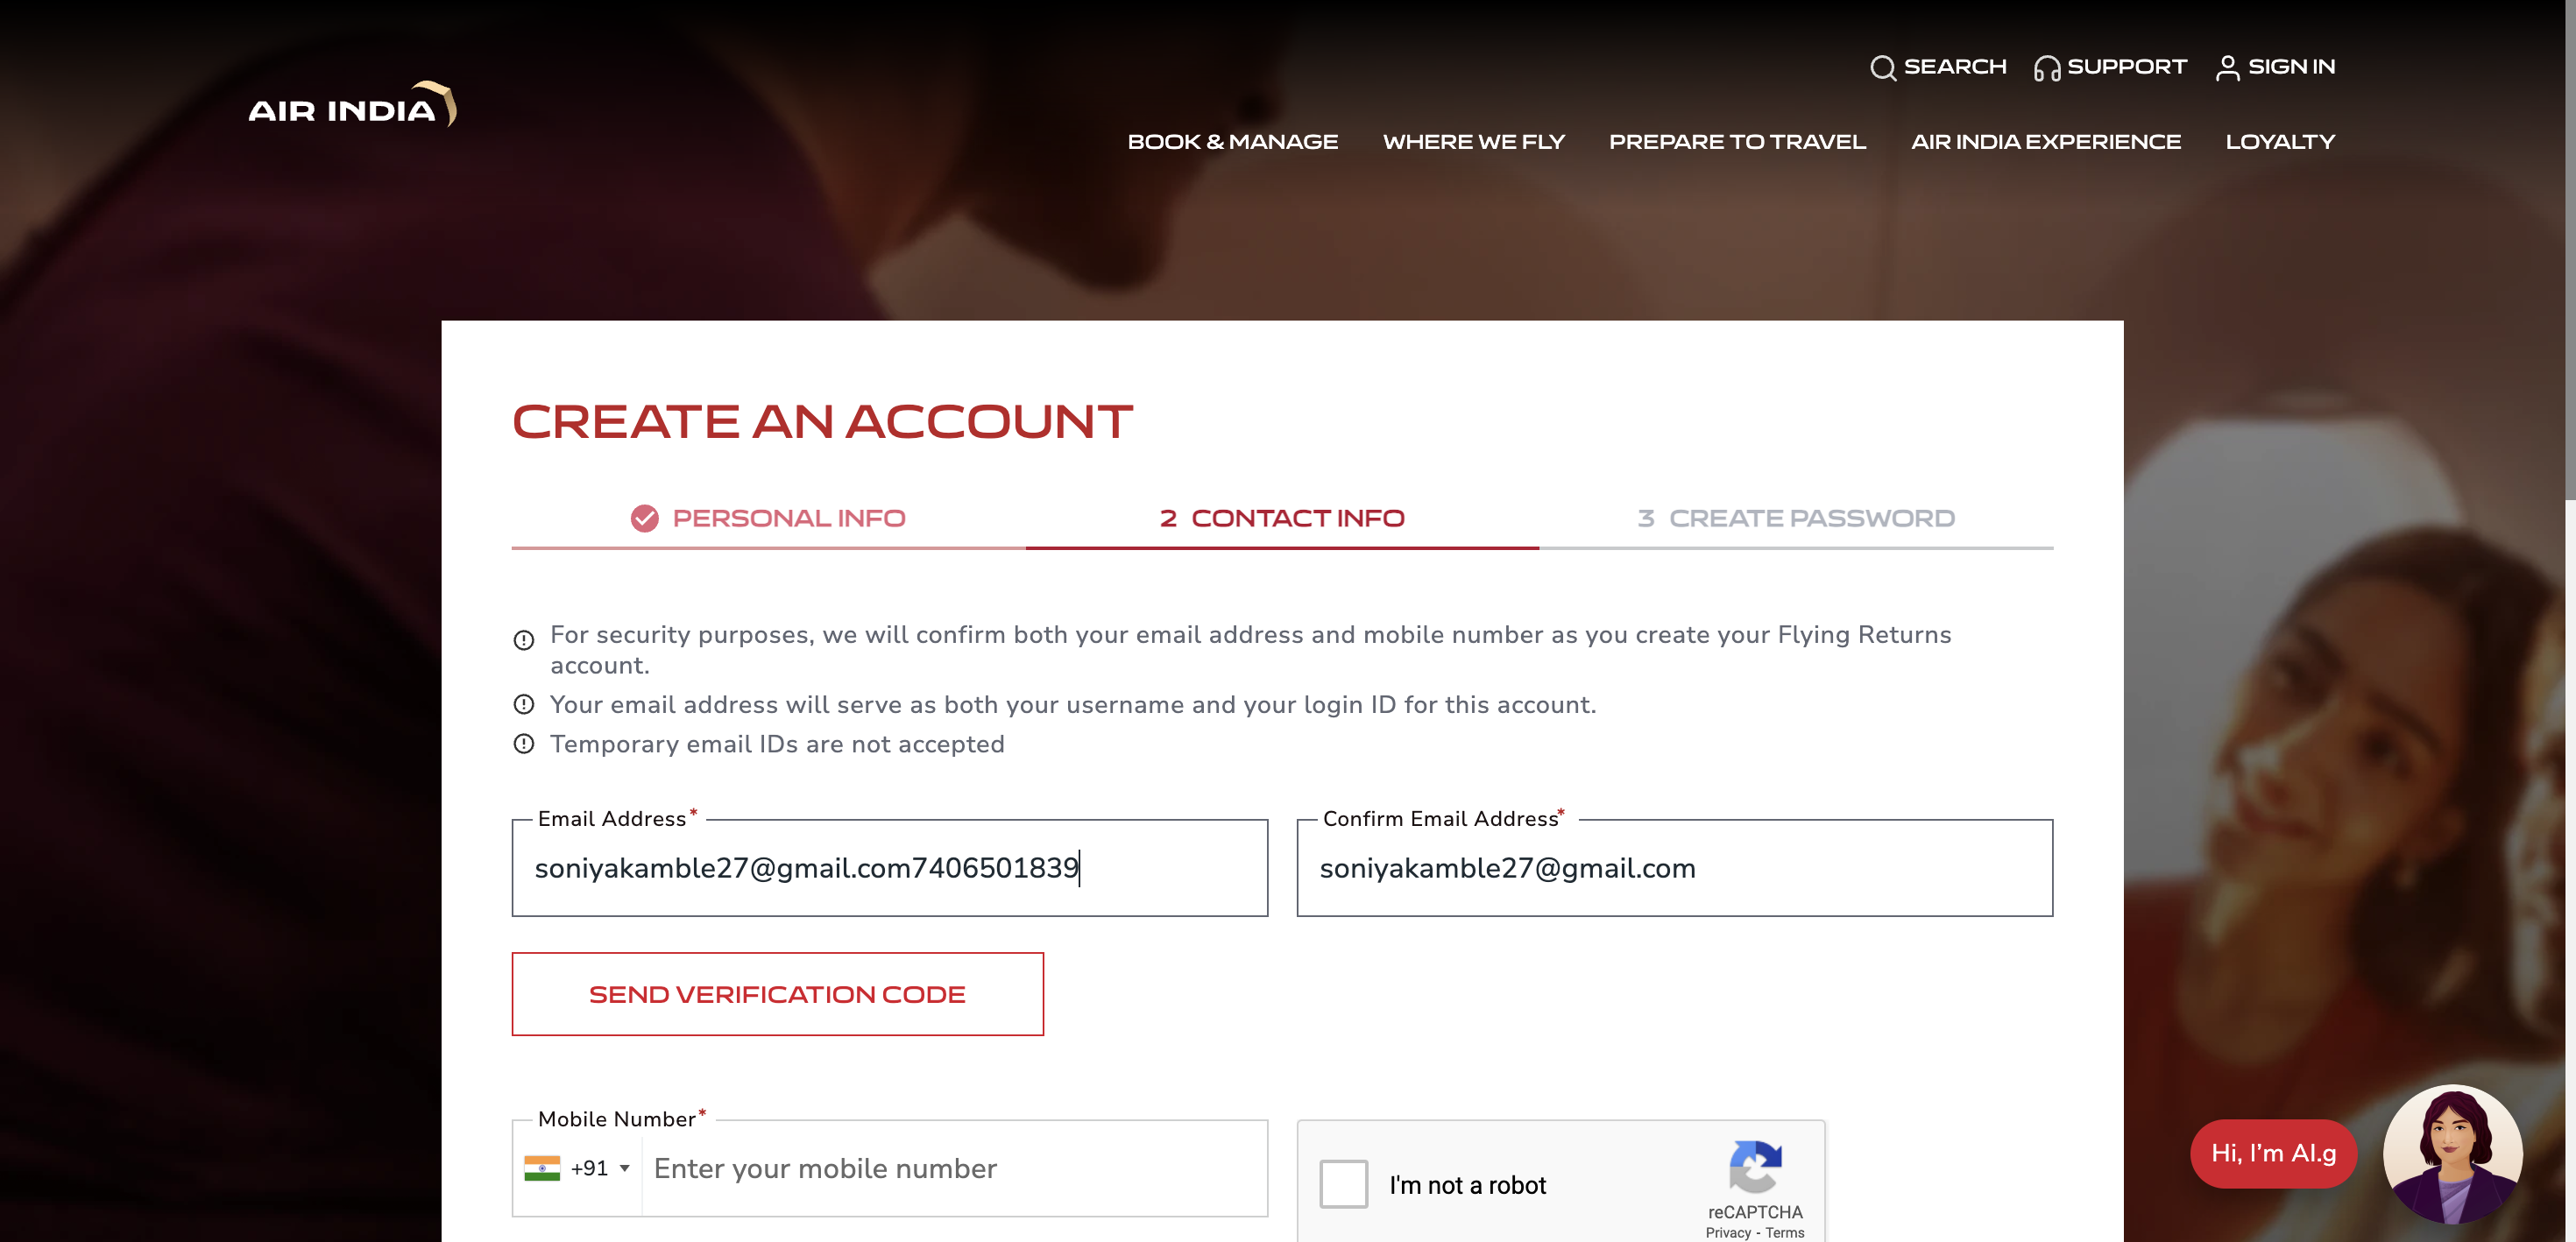 SEARCH SUPPORT SIGN IN
AIR INDIA
BOOK & MANAGE WHERE WE FLY PREPARE TO TRAVEL AIR INDIA EXPERIENCE LOYALTY
CREATE AN ACCOUNT
PERSONAL INFO 2 CONTACT INFO 3 CREATE PASSWORD
For security purposes, we will confirm both your email address and mobile number as you create your Flying Returns
account.
Your email address will serve as both your username and your login ID for this account.
Temporary email IDs are not accepted
Email Address* Confirm Email Address*
soniyakamble27@gmail.com7406501839 soniyakamble27@gmail.com
SEND VERIFICATION CODE
Mobile Number*
+91 Enter your mobile number
I'm not a robot
reCAPTCHA
Privacy - Terms
Hi, I'm AI.g